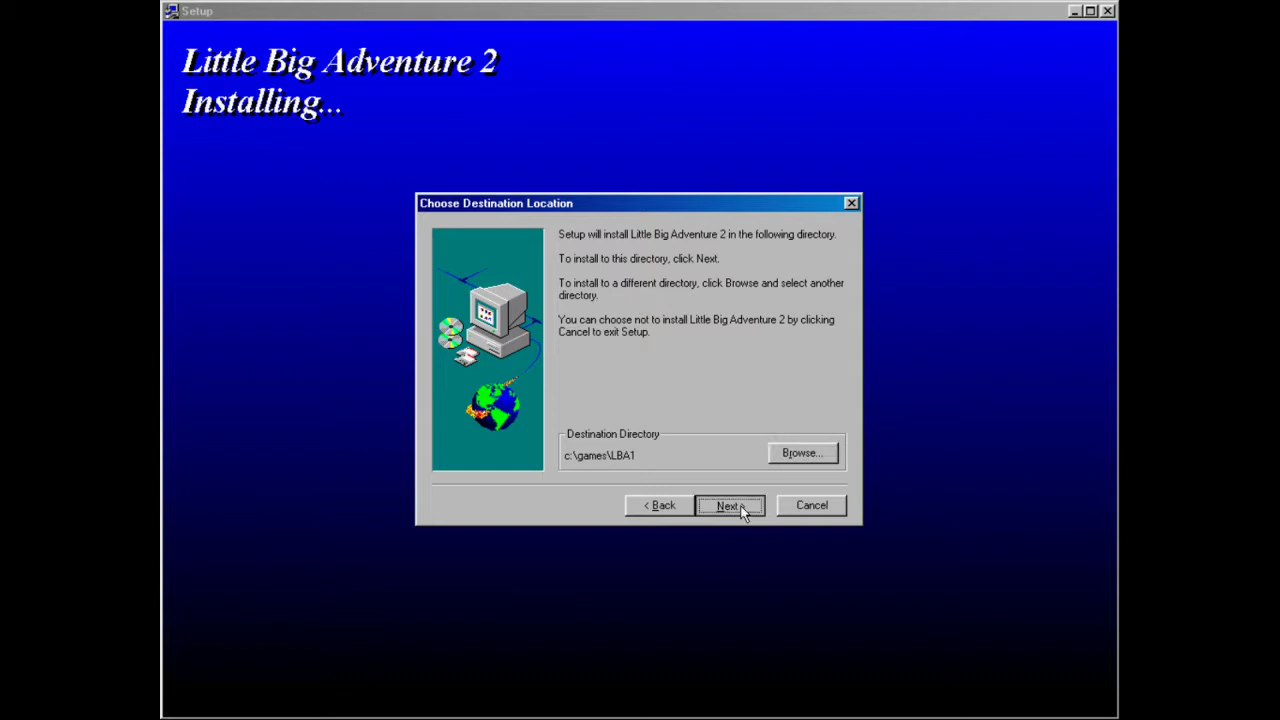 Setup
Little Big Adventure 2
Installing...
Choose Destination Location
Setup will install Little Big Adventure 2 in the following directory.
To install to this directory, click Next.
To install to a different directory, click Browse and select another
directory.
You can choose not to install Little Big Adventure 2 by clicking
Cancel to exit Setup.
Destination Directory
c:\games\LBA1
Browse...
< Back
Next >
Cancel